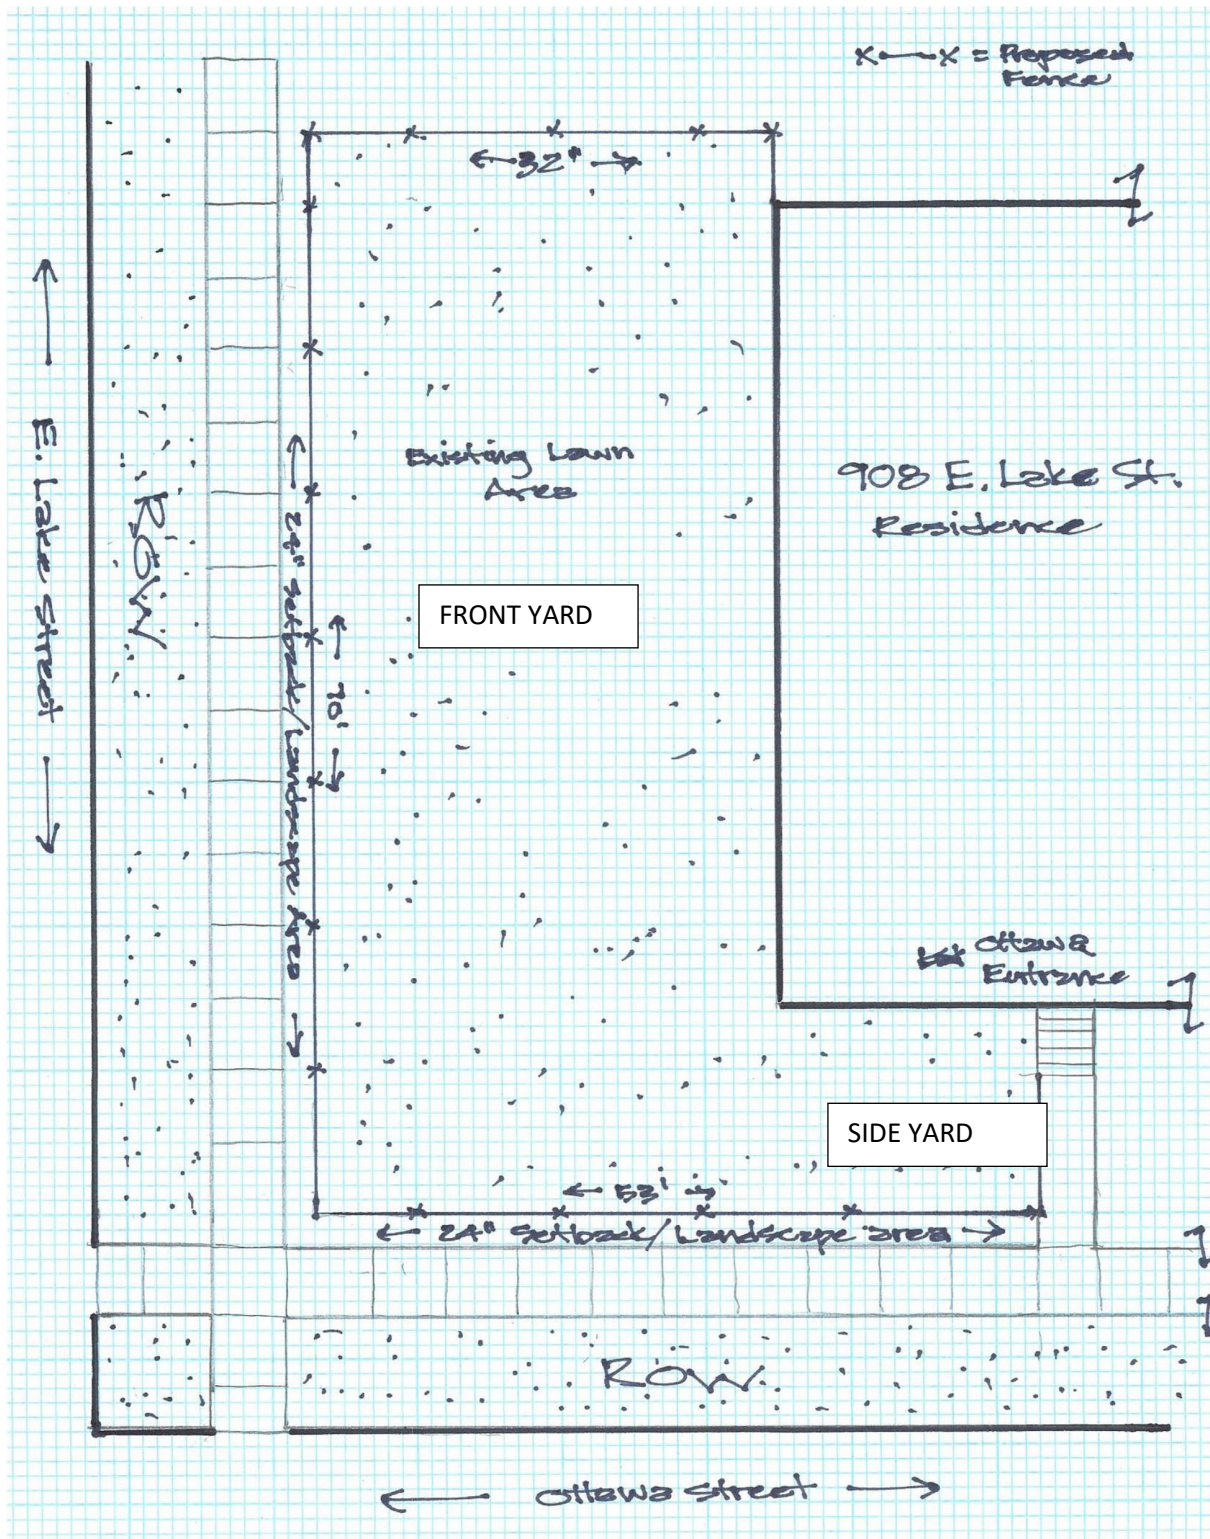 x—x = Proposed
Fence
← 32" →
Existing Lawn
Area
908 E. Lake St.
Residence
← E. Lake Street →
ROW
← 24" Setback/Landscape Area →
← 70' →
FRONT YARD
Ottawa
Entrance
SIDE YARD
← 53' →
← 24" Setback/Landscape area →
ROW
← Ottawa Street →